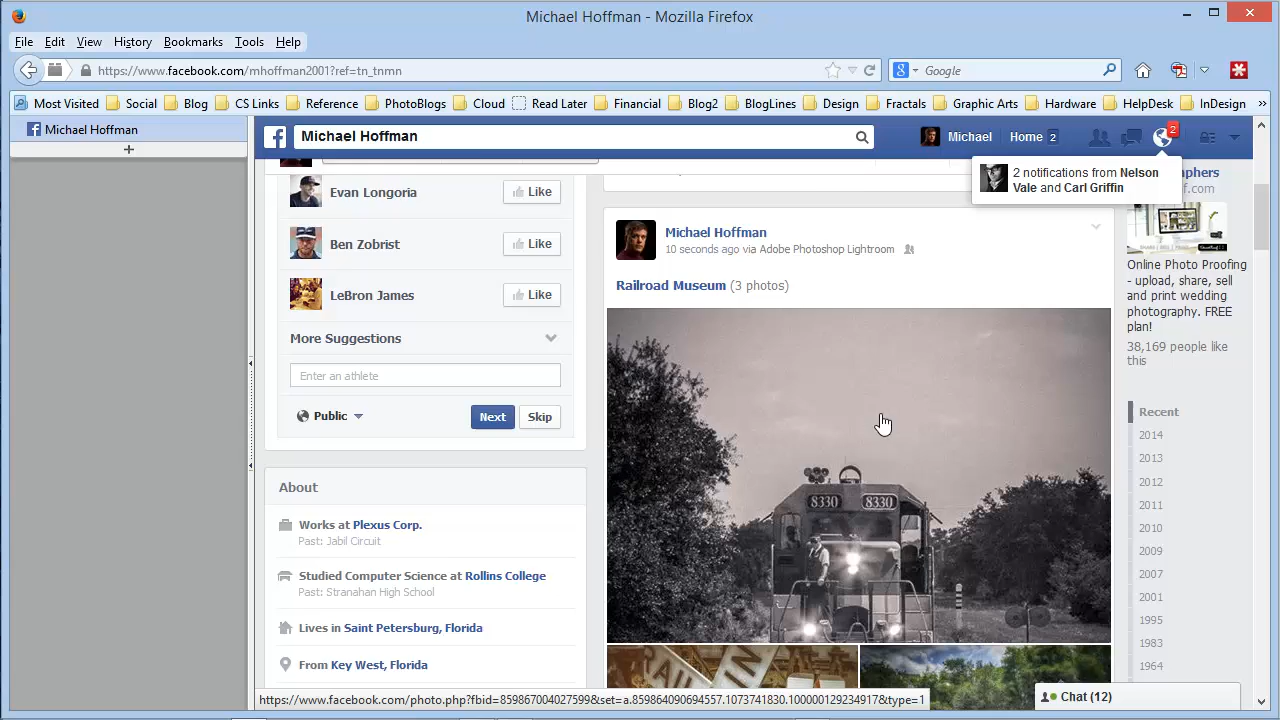 Michael Hoffman - Mozilla Firefox
File Edit View History Bookmarks Tools Help
https://www.facebook.com/mhoffman2001?ref=tn_tnmn
Google
Most Visited Social Blog CS Links Reference PhotoBlogs Cloud Read Later Financial Blog2 BlogLines Design Fractals Graphic Arts Hardware HelpDesk InDesign »
Michael Hoffman
+
Michael Hoffman
Michael Home 2
2
2 notifications from Nelson
Vale and Carl Griffin
Evan Longoria Like
Ben Zobrist Like
LeBron James Like
More Suggestions
Enter an athlete
Public Next Skip
About
Works at Plexus Corp.
Past: Jabil Circuit
Studied Computer Science at Rollins College
Past: Stranahan High School
Lives in Saint Petersburg, Florida
From Key West, Florida
Michael Hoffman
10 seconds ago via Adobe Photoshop Lightroom
Railroad Museum (3 photos)
8330 8330
Online Photo Proofing
- upload, share, sell
and print wedding
photography. FREE
plan!
38,169 people like
this
Recent
2014
2013
2012
2011
2010
2009
2007
2001
1995
1983
1964
https://www.facebook.com/photo.php?fbid=859867004027599&set=a.859864090694557.1073741830.100000129234917&type=1
Chat (12)